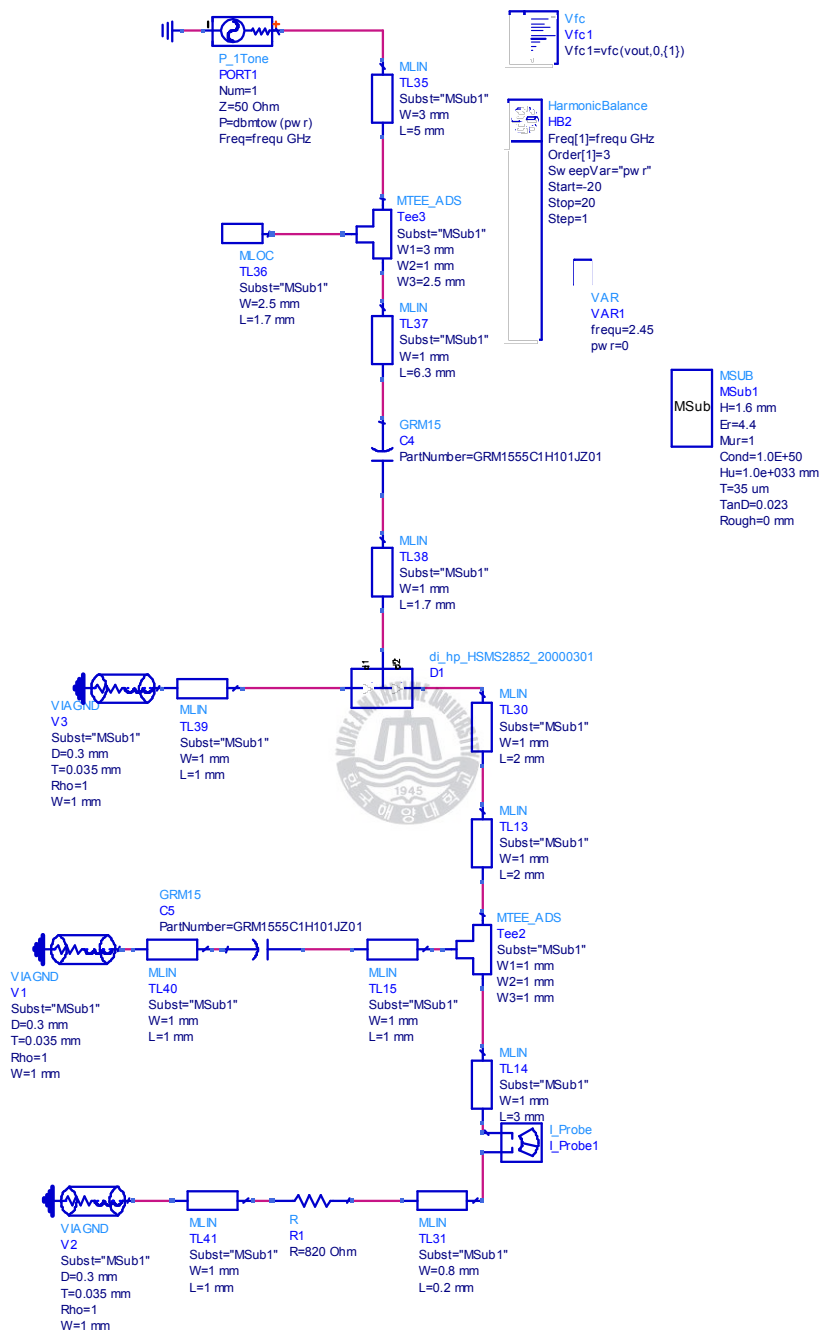 P_1Tone
PORT1
Num=1
Z=50 Ohm
P=dbmtow (pw r)
Freq=frequ GHz
MLIN
TL35
Subst="MSub1"
W=3 mm
L=5 mm
Vfc
Vfc1
Vfc1=vfc(vout,0,{1})
HarmonicBalance
HB2
Freq[1]=frequ GHz
Order[1]=3
Sw eepVar="pw r"
Start=-20
Stop=20
Step=1
MTEE_ADS
Tee3
Subst="MSub1"
W1=3 mm
W2=1 mm
W3=2.5 mm
MLOC
TL36
Subst="MSub1"
W=2.5 mm
L=1.7 mm
VAR
VAR1
frequ=2.45
pw r=0
MLIN
TL37
Subst="MSub1"
W=1 mm
L=6.3 mm
MSub
MSUB
MSub1
H=1.6 mm
Er=4.4
Mur=1
Cond=1.0E+50
Hu=1.0e+033 mm
T=35 um
TanD=0.023
Rough=0 mm
GRM15
C4
PartNumber=GRM1555C1H101JZ01
MLIN
TL38
Subst="MSub1"
W=1 mm
L=1.7 mm
di_hp_HSMS2852_20000301
D1
VIAGND
V3
Subst="MSub1"
D=0.3 mm
T=0.035 mm
Rho=1
W=1 mm
MLIN
TL39
Subst="MSub1"
W=1 mm
L=1 mm
KOREA MARITIME UNIVERSITY
1945
한국해양대학교
MLIN
TL30
Subst="MSub1"
W=1 mm
L=2 mm
MLIN
TL13
Subst="MSub1"
W=1 mm
L=2 mm
GRM15
C5
PartNumber=GRM1555C1H101JZ01
MTEE_ADS
Tee2
Subst="MSub1"
W1=1 mm
W2=1 mm
W3=1 mm
VIAGND
V1
Subst="MSub1"
D=0.3 mm
T=0.035 mm
Rho=1
W=1 mm
MLIN
TL40
Subst="MSub1"
W=1 mm
L=1 mm
MLIN
TL15
Subst="MSub1"
W=1 mm
L=1 mm
MLIN
TL14
Subst="MSub1"
W=1 mm
L=3 mm
I_Probe
I_Probe1
VIAGND
V2
Subst="MSub1"
D=0.3 mm
T=0.035 mm
Rho=1
W=1 mm
MLIN
TL41
Subst="MSub1"
W=1 mm
L=1 mm
R
R1
R=820 Ohm
MLIN
TL31
Subst="MSub1"
W=0.8 mm
L=0.2 mm